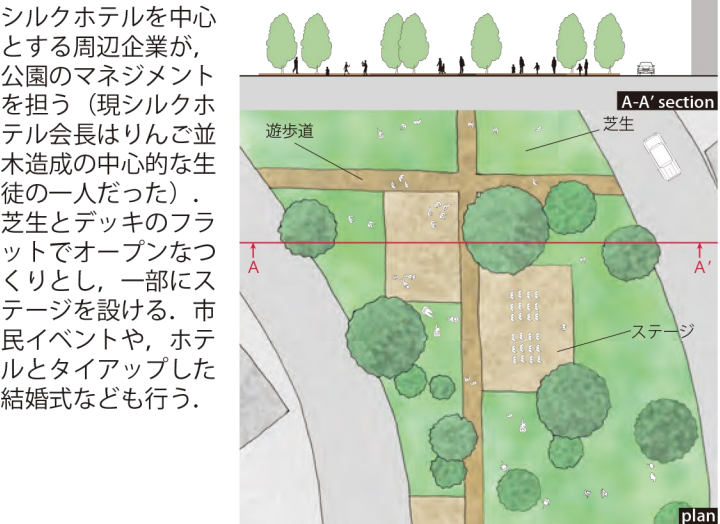 シルクホテルを中心
とする周辺企業が，
公園のマネジメント
を担う（現シルクホ
テル会長はりんご並
木造成の中心的な生
徒の一人だった）．
芝生とデッキのフラ
ットでオープンなつ
くりとし，一部にス
テージを設ける．市
民イベントや，ホテ
ルとタイアップした
結婚式なども行う．
A-A′ section
遊歩道
芝生
A
A′
ステージ
plan